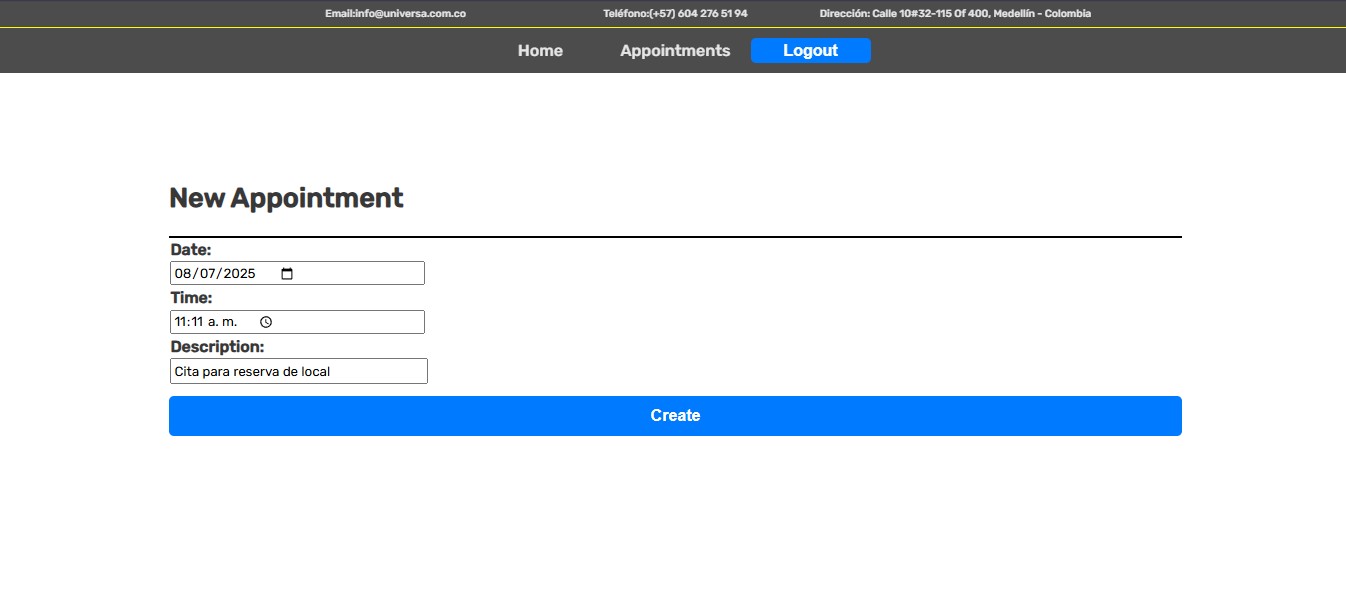 Email:info@universa.com.co Teléfono:(+57) 604 276 51 94 Dirección: Calle 10#32-115 Of 400, Medellín - Colombia
Home Appointments Logout
New Appointment
Date:
08/07/2025
Time:
11:11 a. m.
Description:
Cita para reserva de local
Create